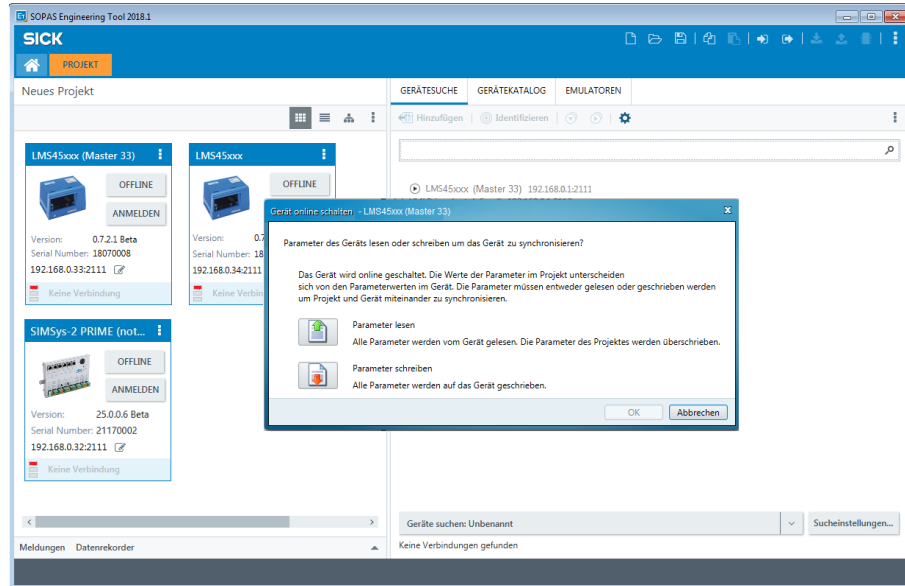 SOPAS Engineering Tool 2018.1
SICK
PROJEKT
Neues Projekt
GERÄTESUCHE GERÄTEKATALOG EMULATOREN
Hinzufügen Identifizieren
LMS45xxx (Master 33)
OFFLINE
ANMELDEN
Version: 0.7.2.1 Beta
Serial Number: 18070008
192.168.0.33:2111
Keine Verbindung
LMS45xxx
OFFLINE
Version: 0.7
Serial Number: 18
192.168.0.34:2111
Keine Verbin
SIMSys-2 PRIME (not...
OFFLINE
ANMELDEN
Version: 25.0.0.6 Beta
Serial Number: 21170002
192.168.0.32:2111
Keine Verbindung
LMS45xxx (Master 33) 192.168.0.1:2111
Gerät online schalten - LMS45xxx (Master 33)
Parameter des Geräts lesen oder schreiben um das Gerät zu synchronisieren?
Das Gerät wird online geschaltet. Die Werte der Parameter im Projekt unterscheiden
sich von den Parameterwerten im Gerät. Die Parameter müssen entweder gelesen oder geschrieben werden
um Projekt und Gerät miteinander zu synchronisieren.
Parameter lesen
Alle Parameter werden vom Gerät gelesen. Die Parameter des Projektes werden überschrieben.
Parameter schreiben
Alle Parameter werden auf das Gerät geschrieben.
OK Abbrechen
Geräte suchen: Unbenannt
Sucheinstellungen...
Meldungen Datenrekorder
Keine Verbindungen gefunden